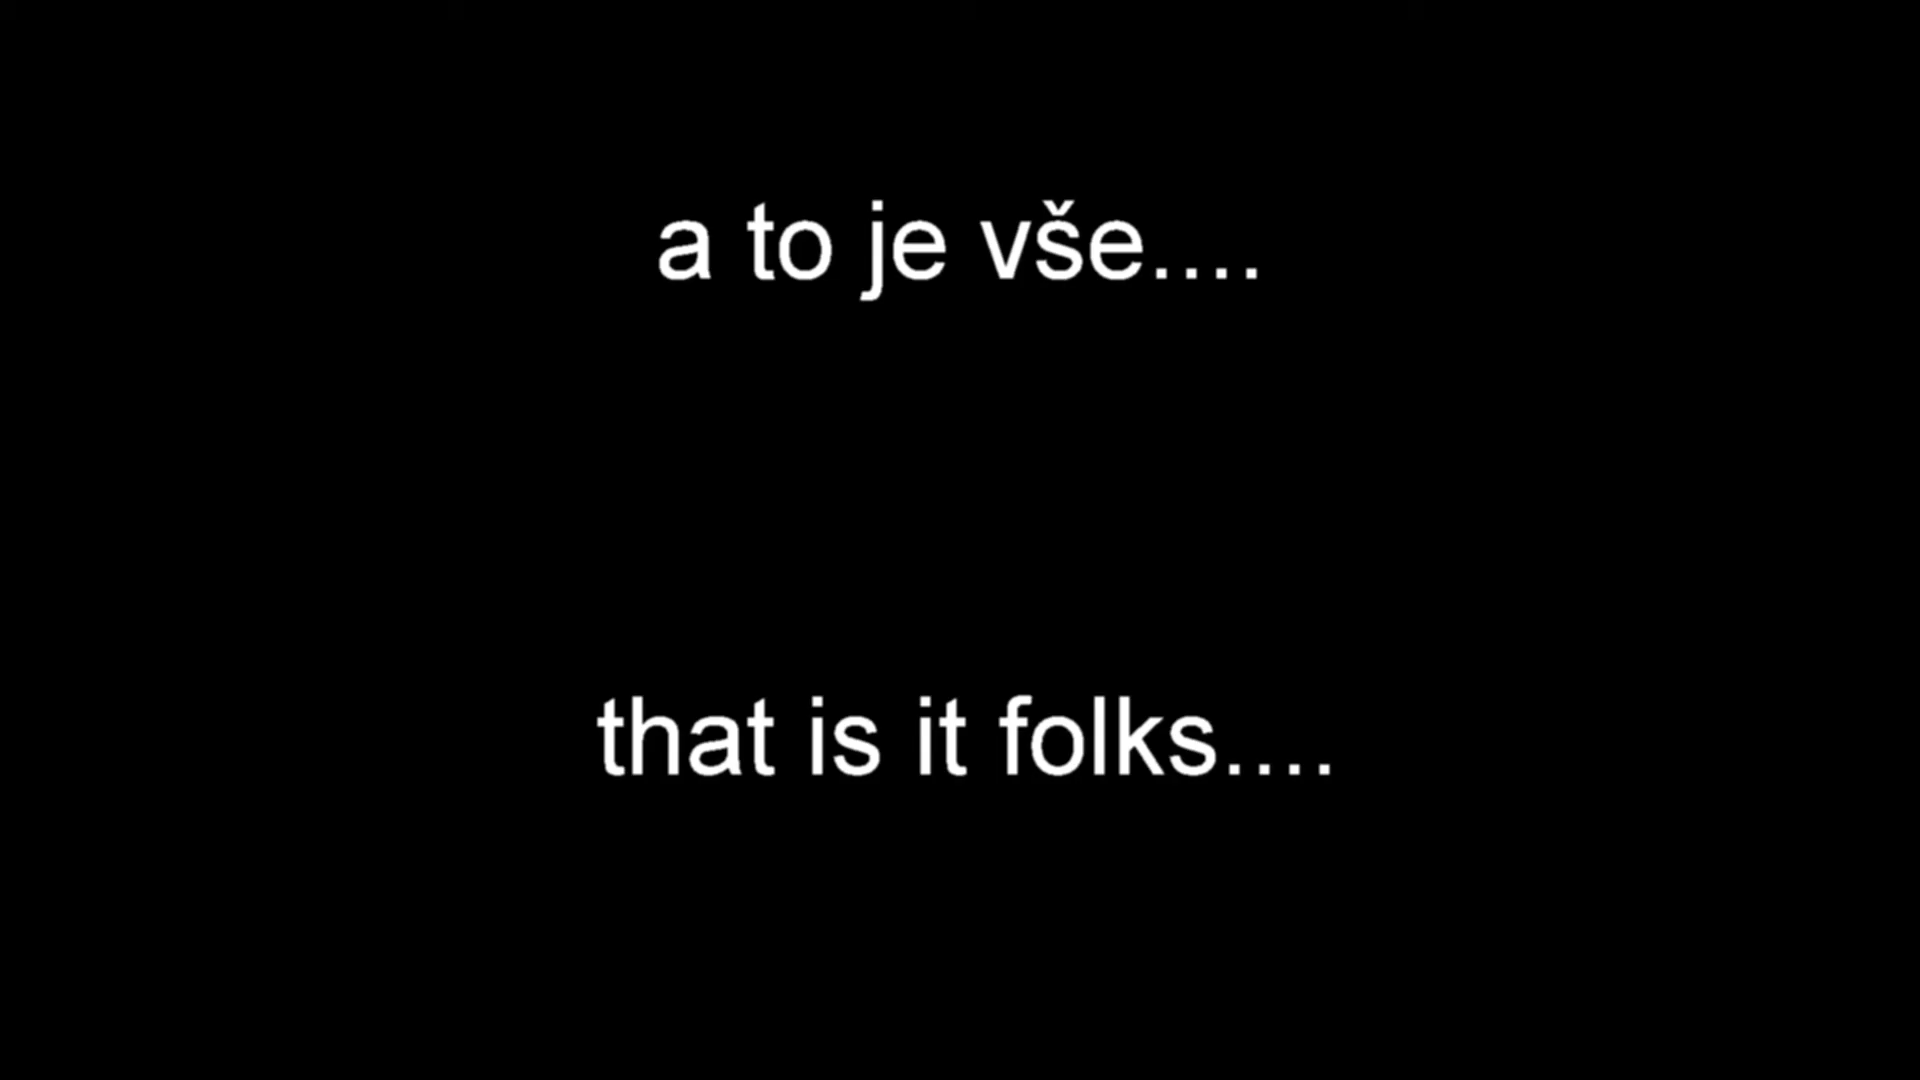 a to je vše....
that is it folks....